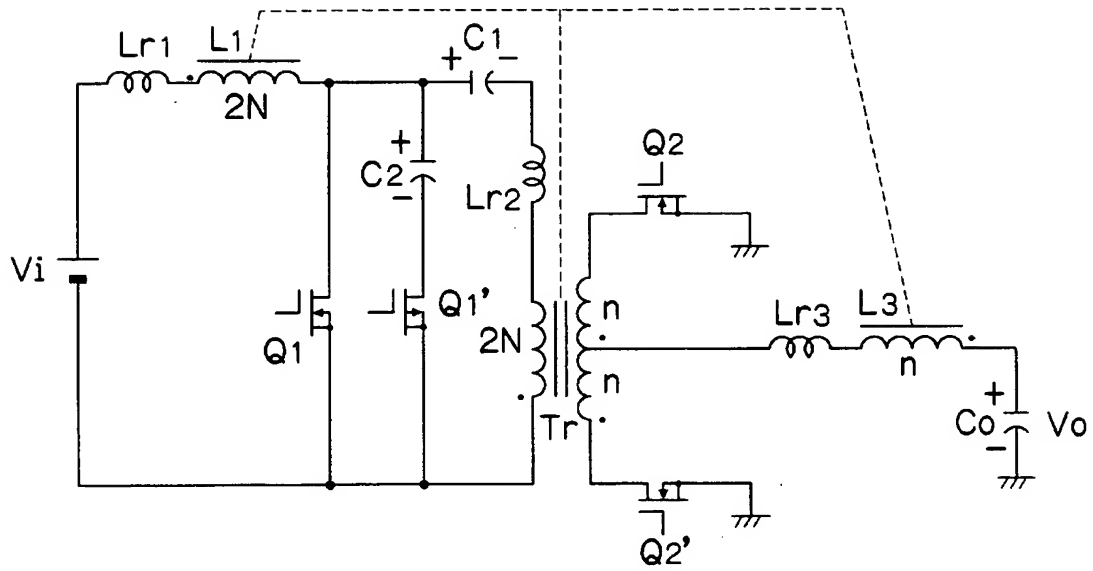 Lr1
L1
2N
+
C1
-
+
C2
-
Lr2
Q2
Vi
Q1
Q1'
2N
n
n
Tr
Lr3
L3
n
+
Co
-
Vo
Q2'